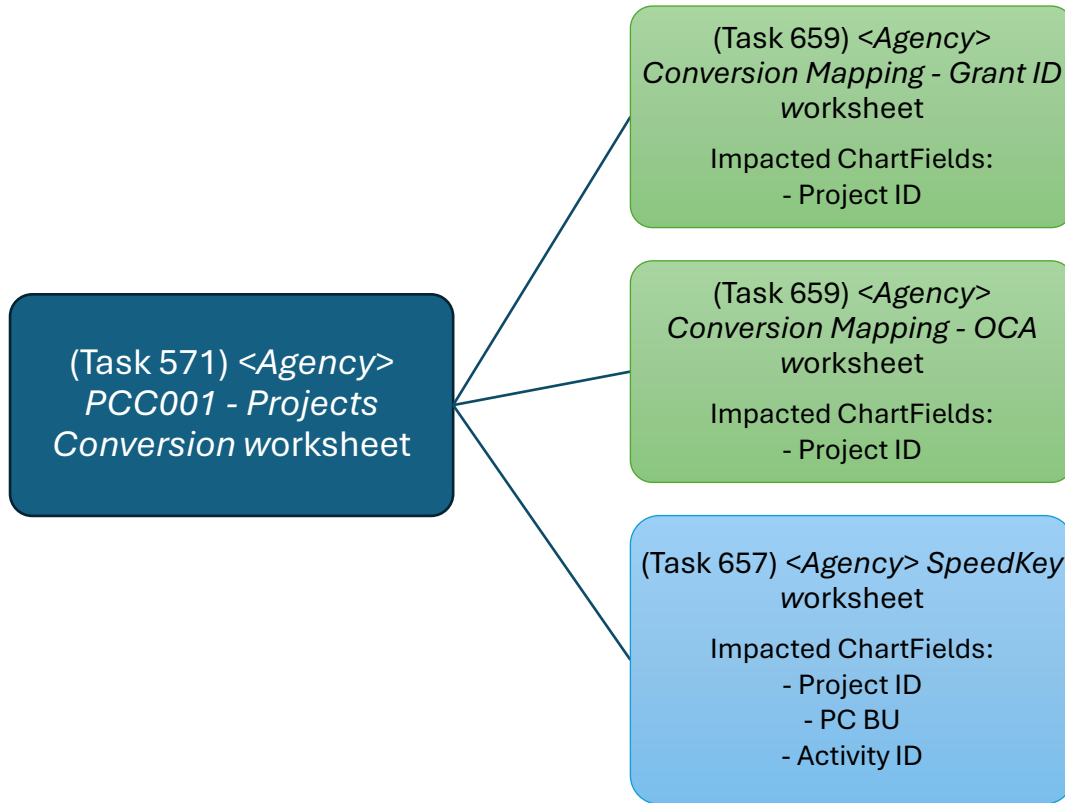 (Task 571) <Agency>
PCC001 - Projects
Conversion worksheet
(Task 659) <Agency>
Conversion Mapping - Grant ID
worksheet
Impacted ChartFields:
- Project ID
(Task 659) <Agency>
Conversion Mapping - OCA
worksheet
Impacted ChartFields:
- Project ID
(Task 657) <Agency> SpeedKey
worksheet
Impacted ChartFields:
- Project ID
- PC BU
- Activity ID